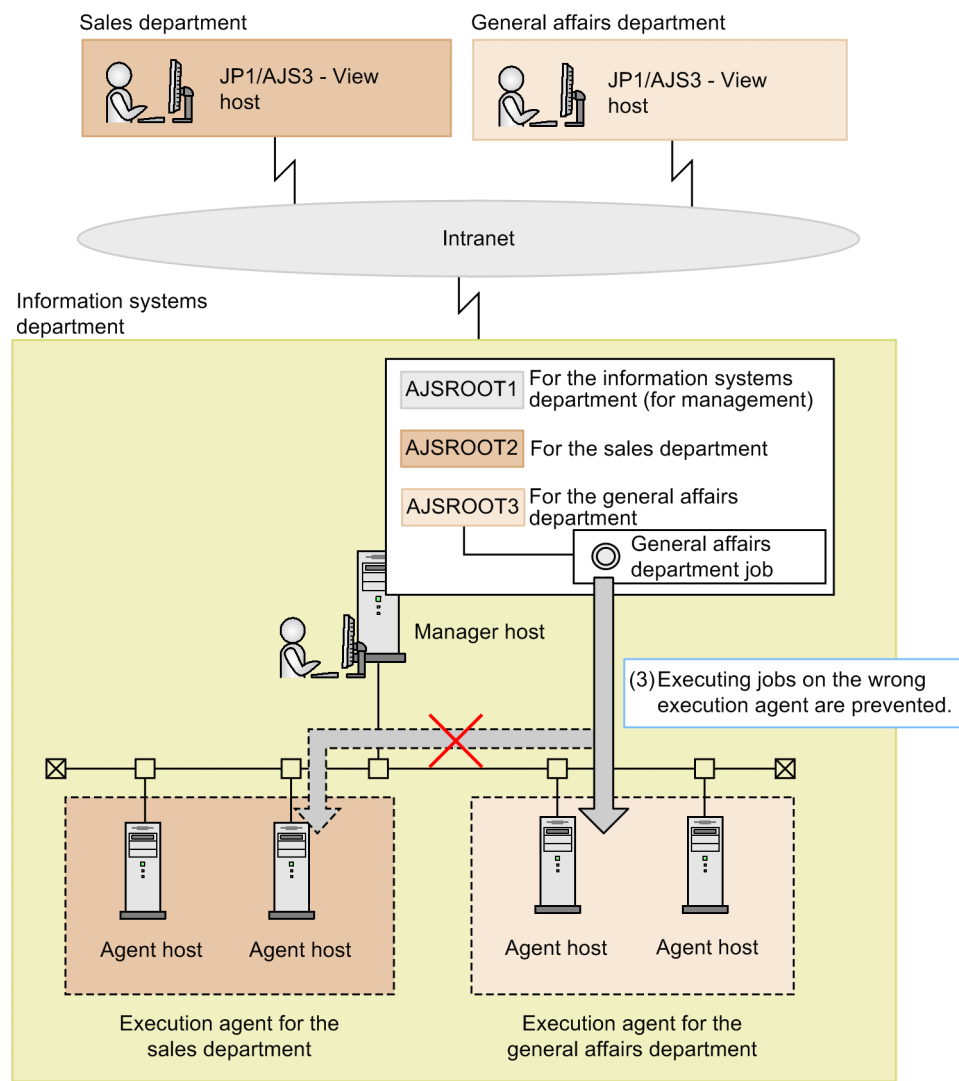 Sales department
General affairs department
JP1/AJS3 - View
host
JP1/AJS3 - View
host
Intranet
Information systems
department
AJSROOT1
For the information systems
department (for management)
AJSROOT2
For the sales department
AJSROOT3
For the general affairs
department
General affairs
department job
Manager host
(3)Executing jobs on the wrong
execution agent are prevented.
Agent host
Agent host
Agent host
Agent host
Execution agent for the
sales department
Execution agent for the
general affairs department